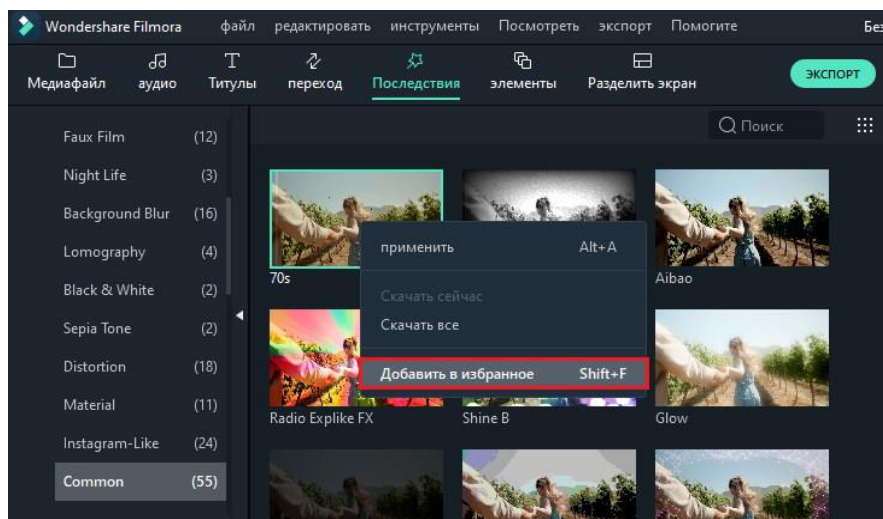 Wondershare Filmora файл редактировать инструменты Посмотреть экспорт Помогите Без
Медиафайл аудио Титулы переход Последствия элементы Разделить экран экспорт
Поиск
Faux Film (12)
Night Life (3)
Background Blur (16)
Lomography (4)
Black & White (2)
Sepia Tone (2)
Distortion (18)
Material (11)
Instagram-Like (24)
Common (55)
70s
Aibao
применить Alt+A
Скачать сейчас
Скачать все
Добавить в избранное Shift+F
Radio Explike FX Shine B Glow